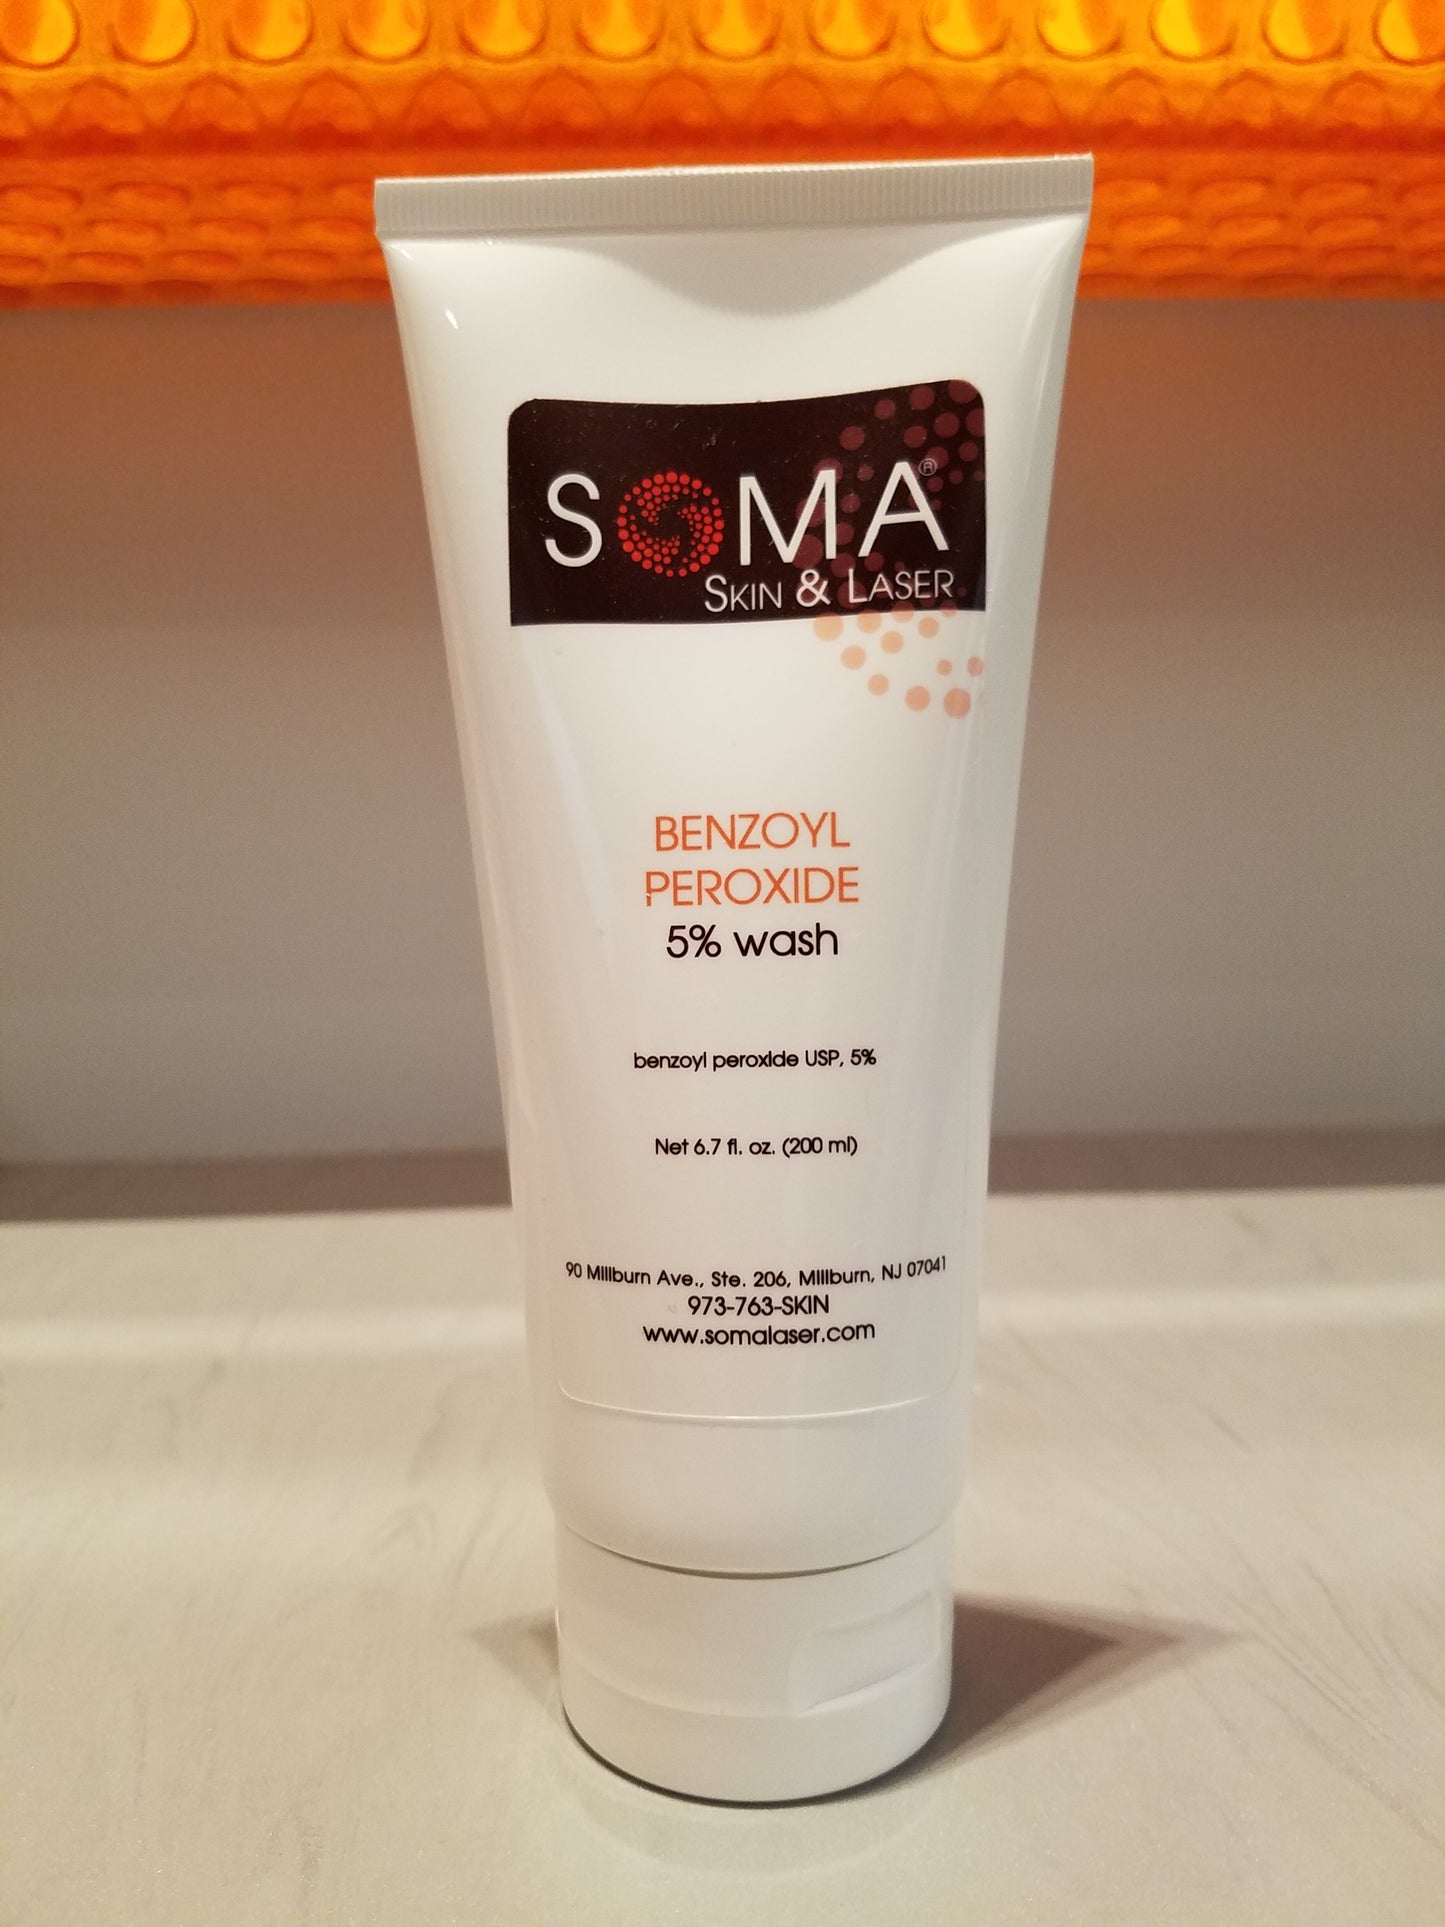 SOMA®
SKIN & LASER
BENZOYL
PEROXIDE
5% wash
benzoyl peroxide USP, 5%
Net 6.7 fl. oz. (200 ml)
90 Millburn Ave., Ste. 206, Millburn, NJ 07041
973-763-SKIN
www.somalaser.com